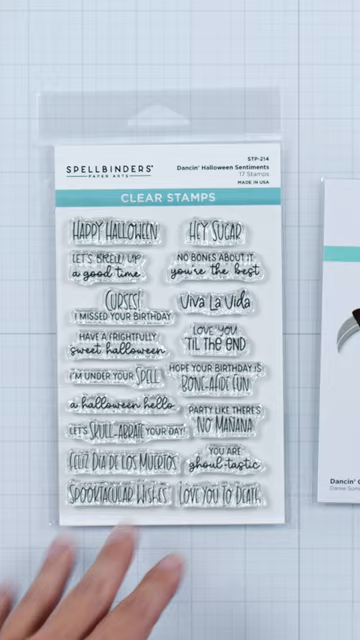 SPELLBINDERS®
PAPER ARTS
STP-214
Dancin' Halloween Sentiments
17 Stamps
MADE IN USA
CLEAR STAMPS
HAPPY HALLOWEEN
HEY SUGAR
LET'S BREW UP
a good time
NO BONES ABOUT IT
you're the best
CURSES!
I MISSED YOUR BIRTHDAY
VIVA LA VIDA
HAVE A FRIGHTFULLY
sweet halloween
LOVE YOU
'TIL THE END
I'M UNDER YOUR SPELL
HOPE YOUR BIRTHDAY IS
BONE-AFIDE FUN
a halloween hello
PARTY LIKE THERE'S
NO MAÑANA
LET'S SKULL-ABRATE YOUR DAY!
FELIZ DIA DE LOS MUERTOS
YOU ARE
ghoul-tastic
SPOOKTACULAR WISHES
LOVE YOU TO DEATH
Dancin'